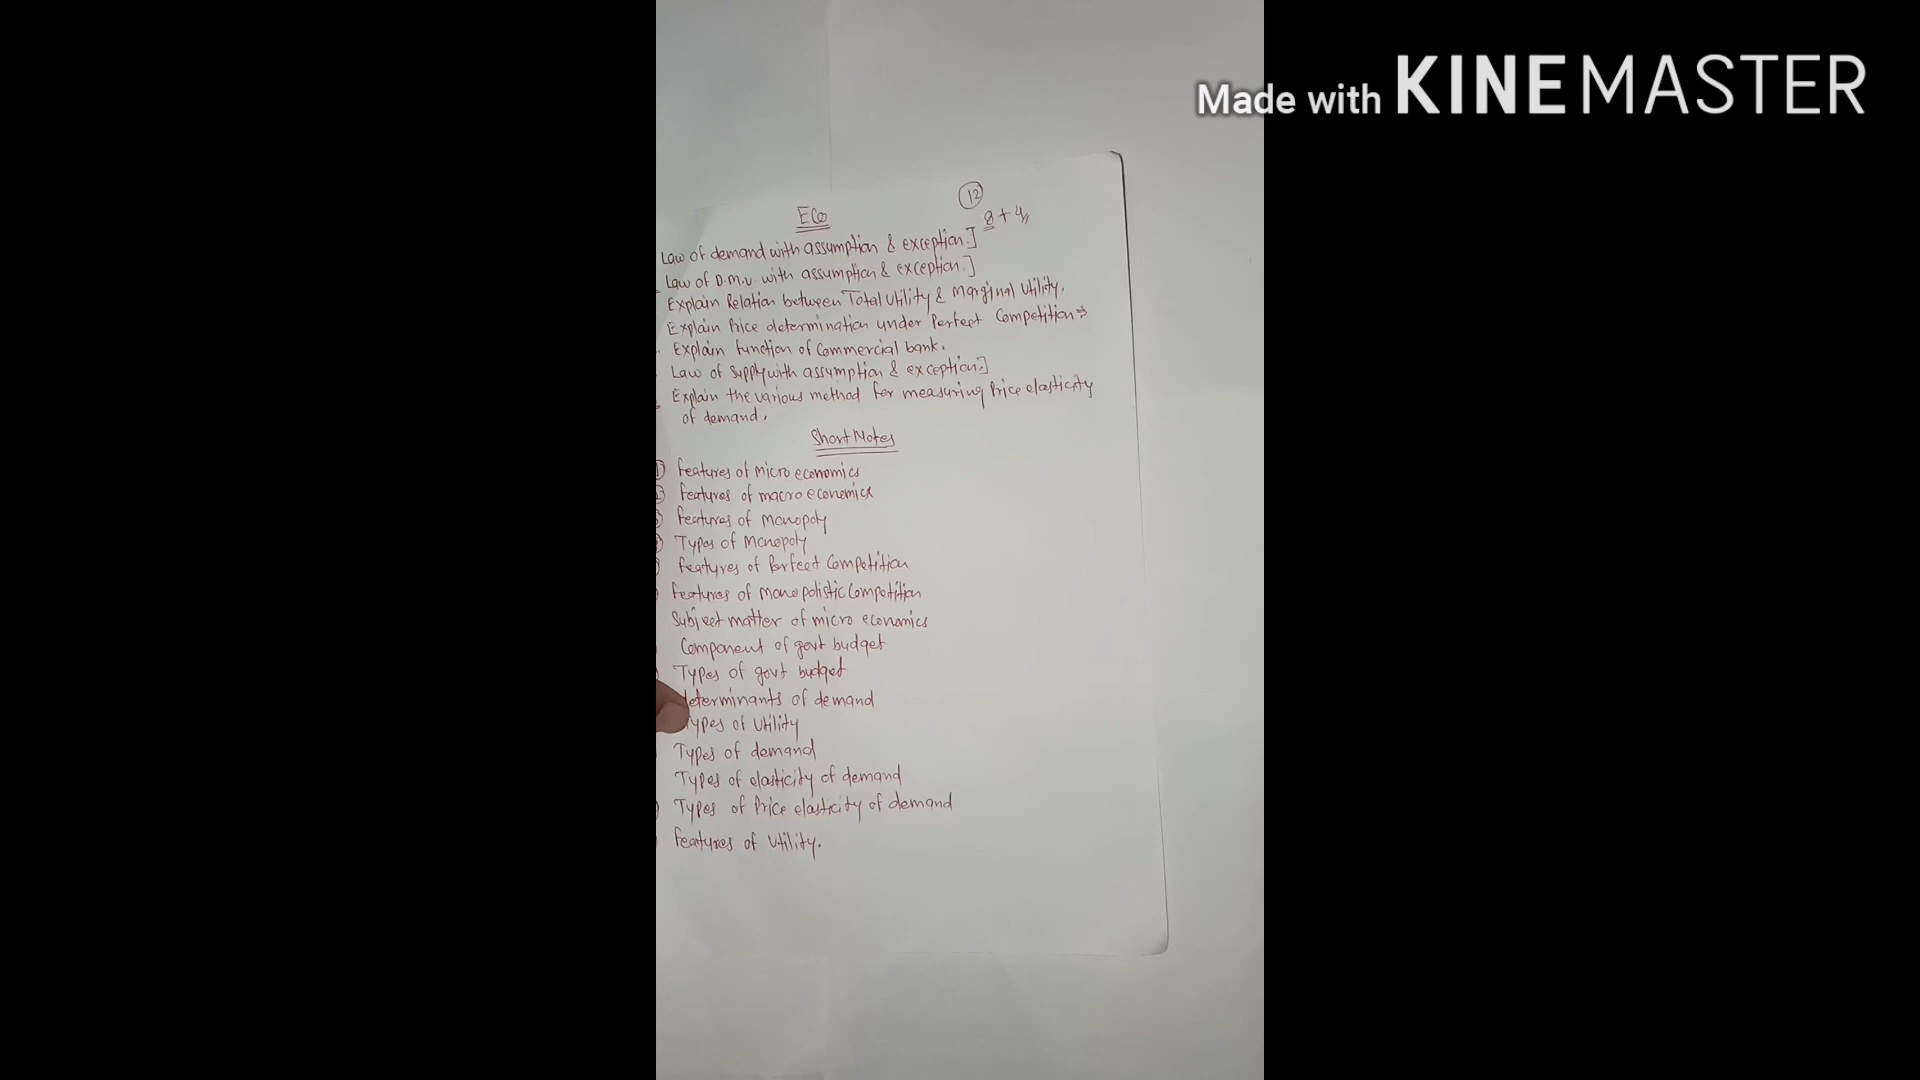 Made with KINEMASTER
12
Eco
8+4
Law of demand with assumption & exception.]
Law of D.M.U. with assumption & exception.]
Explain Relation between Total Utility & Marginal Utility.
Explain Price determination under Perfect Competition
Explain function of Commercial bank.
Law of Supply with assumption & exception.]
Explain the various method for measuring Price elasticity
of demand.
Short Notes
① Features of micro economics
② Features of macro economics
Features of Monopoly
Types of Monopoly
Features of Perfect Competition
Features of Monopolistic Competition
Subject matter of micro economics
Component of govt budget
Types of govt budget
determinants of demand
Types of Utility
Types of demand
Types of elasticity of demand
Types of Price elasticity of demand
Features of Utility.